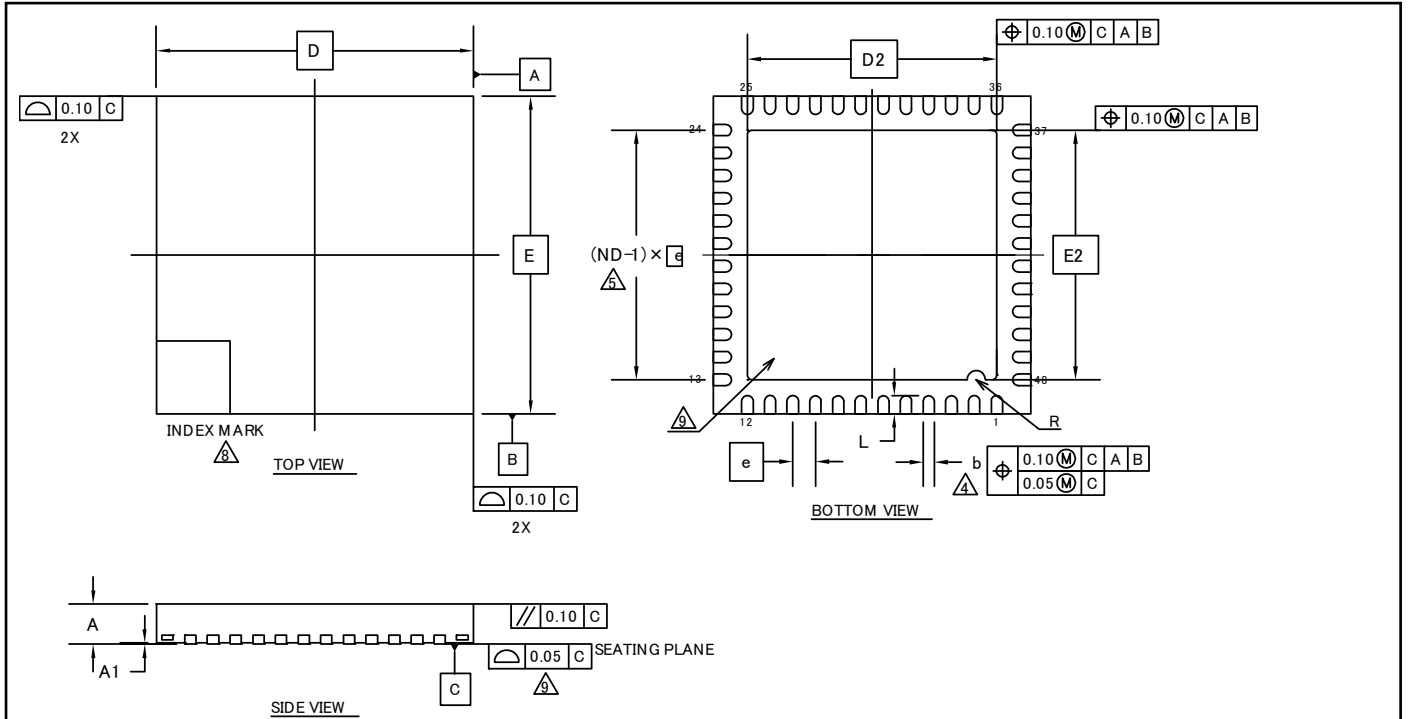 D
A
⌓ 0.10 C
2X
E
INDEX MARK
8
TOP VIEW
B
⌓ 0.10 C
2X
D2
⌖ 0.10 Ⓜ C A B
25
36
24
37
⌖ 0.10 Ⓜ C A B
(ND-1)× e
5
E2
13
48
9
12
1
L
R
e
b
4
⌖ 0.10 Ⓜ C A B
0.05 Ⓜ C
BOTTOM VIEW
A
A1
// 0.10 C
⌓ 0.05 C SEATING PLANE
9
C
SIDE VIEW